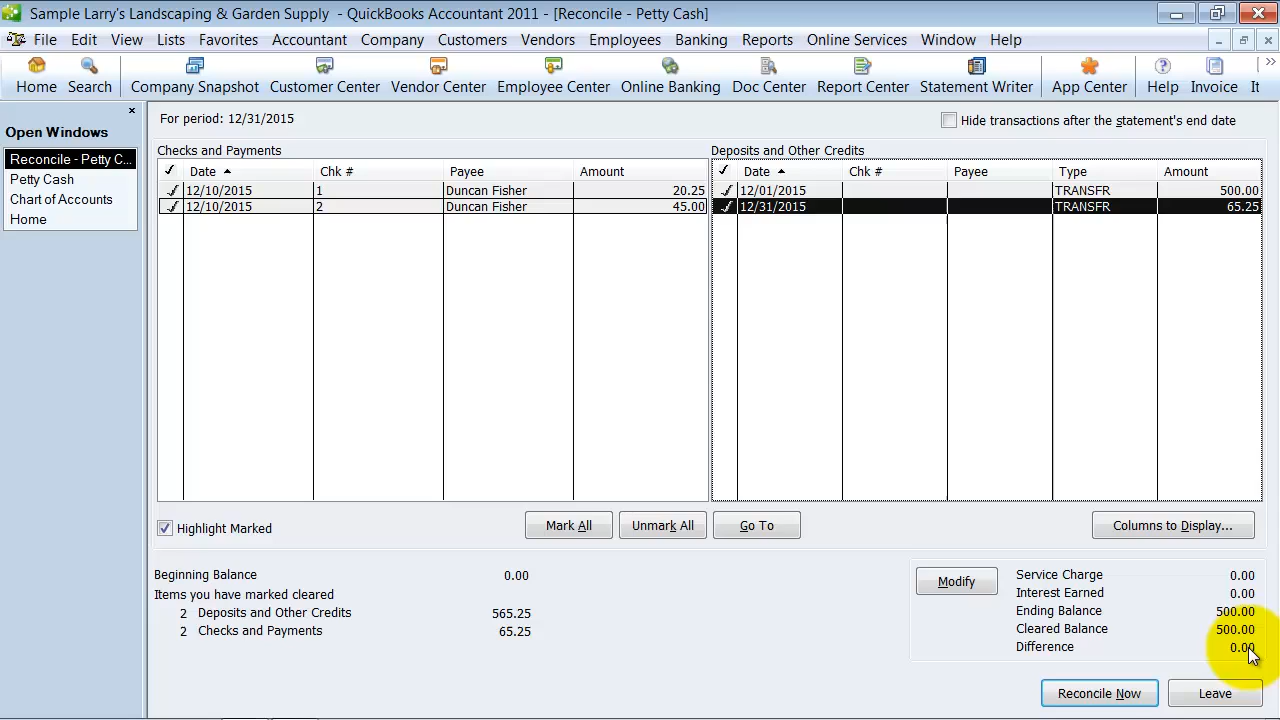 Sample Larry's Landscaping & Garden Supply - QuickBooks Accountant 2011 - [Reconcile - Petty Cash]
File Edit View Lists Favorites Accountant Company Customers Vendors Employees Banking Reports Online Services Window Help
Home Search Company Snapshot Customer Center Vendor Center Employee Center Online Banking Doc Center Report Center Statement Writer App Center Help Invoice It
Open Windows
Reconcile - Petty C...
Petty Cash
Chart of Accounts
Home
For period: 12/31/2015
Hide transactions after the statement's end date
Checks and Payments
Date Chk # Payee Amount
12/10/2015 1 Duncan Fisher 20.25
12/10/2015 2 Duncan Fisher 45.00
Deposits and Other Credits
Date Chk # Payee Type Amount
12/01/2015 TRANSFR 500.00
12/31/2015 TRANSFR 65.25
Highlight Marked
Mark All Unmark All Go To Columns to Display...
Beginning Balance 0.00
Items you have marked cleared
2 Deposits and Other Credits 565.25
2 Checks and Payments 65.25
Modify
Service Charge 0.00
Interest Earned 0.00
Ending Balance 500.00
Cleared Balance 500.00
Difference 0.00
Reconcile Now Leave